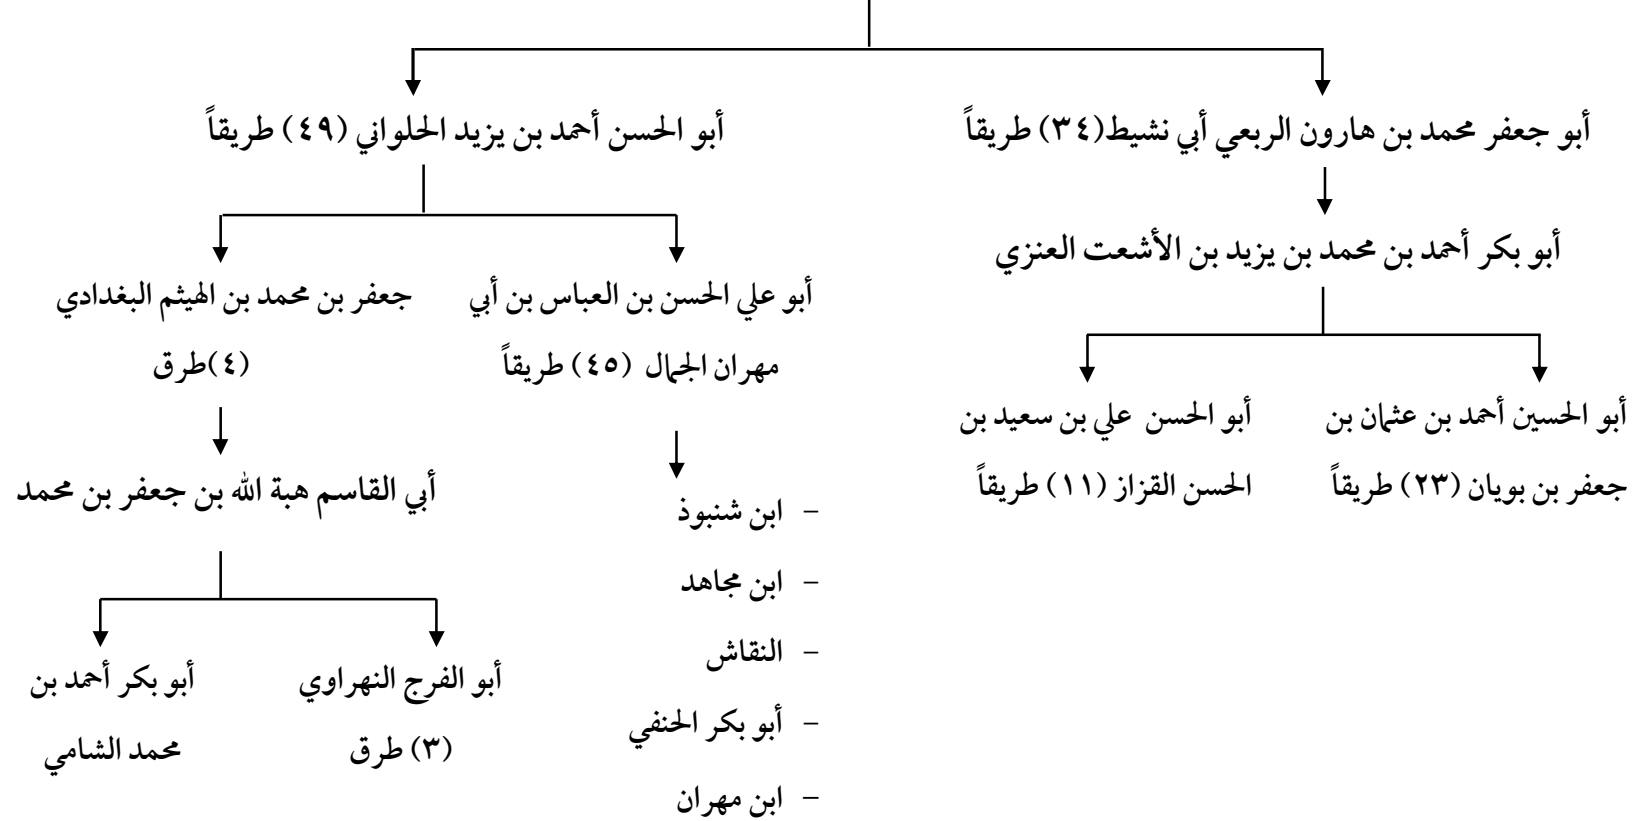 أبو جعفر محمد بن هارون الربعي أبي نشيط(٣٤) طريقاً
أبو الحسن أحمد بن يزيد الحلواني (٤٩) طريقاً
أبو بكر أحمد بن محمد بن يزيد بن الأشعت العنزي
أبو علي الحسن بن العباس بن أبي
مهران الجمال (٤٥) طريقاً
جعفر بن محمد بن الهيثم البغدادي
(٤)طرق
أبو الحسين أحمد بن عثمان بن
جعفر بن بويان (٢٣) طريقاً
أبو الحسن علي بن سعيد بن
الحسن القزاز (١١) طريقاً
أبي القاسم هبة الله بن جعفر بن محمد
- ابن شنبوذ
- ابن مجاهد
- النقاش
- أبو بكر الحنفي
- ابن مهران
أبو الفرج النهراوي
(٣) طرق
أبو بكر أحمد بن
محمد الشامي